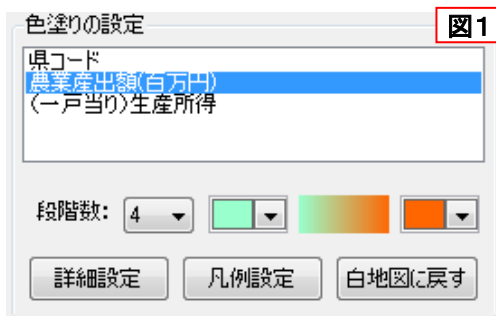 色塗りの設定
図1
県コード
農業産出額(百万円)
(一戸当り)生産所得
段階数: 4
詳細設定 凡例設定 白地図に戻す